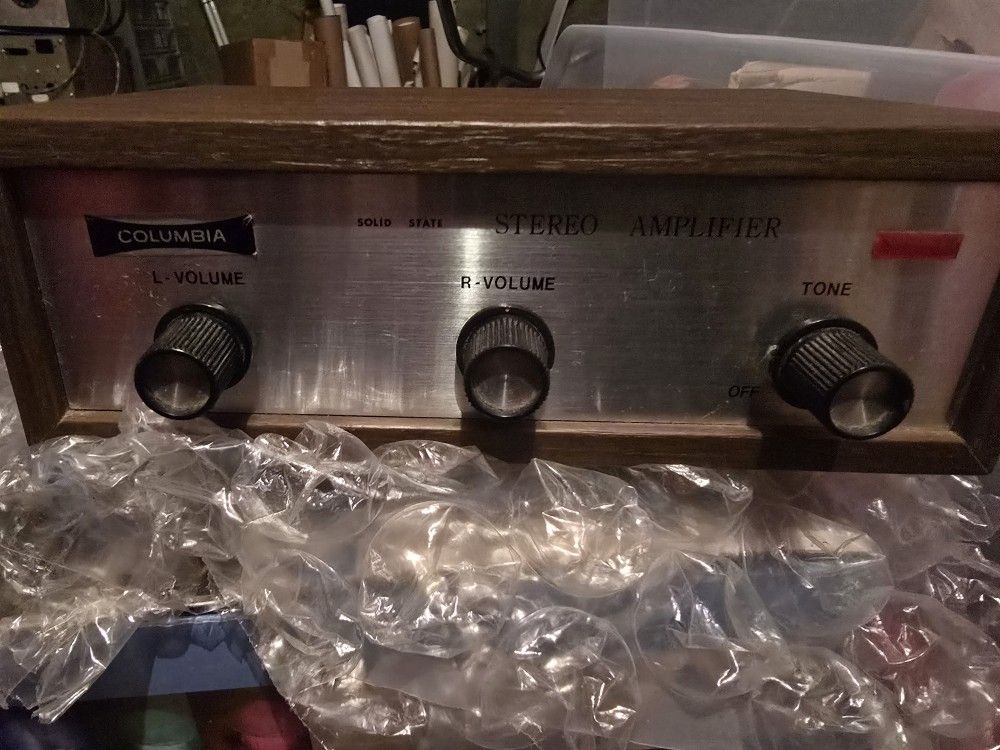 COLUMBIA
SOLID STATE
STEREO AMPLIFIER
L-VOLUME
R-VOLUME
TONE
OFF